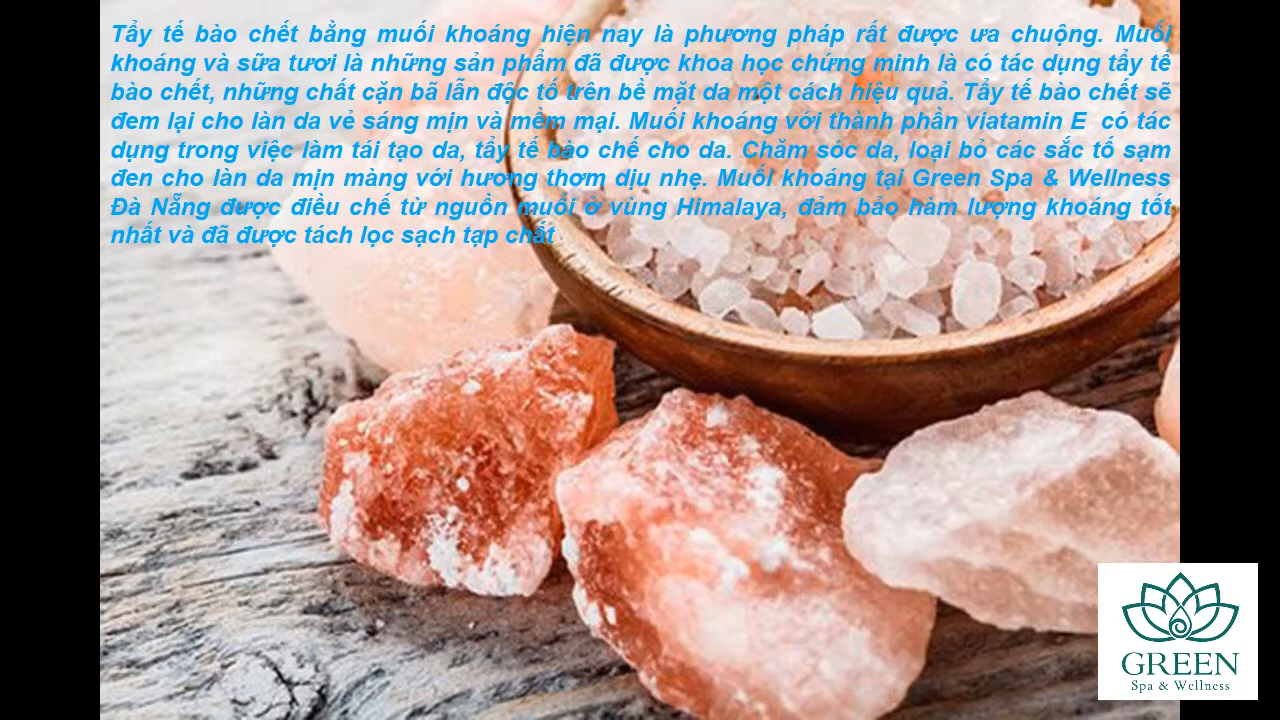 Tẩy tế bào chết bằng muối khoáng hiện nay là phương pháp rất được ưa chuộng. Muối
khoáng và sữa tươi là những sản phẩm đã được khoa học chứng minh là có tác dụng tẩy tế
bào chết, những chất cặn bã lẫn độc tố trên bề mặt da một cách hiệu quả. Tẩy tế bào chết sẽ
đem lại cho làn da vẻ sáng mịn và mềm mại. Muối khoáng với thành phần viatamin E có tác
dụng trong việc làm tái tạo da, tẩy tế bào chế cho da. Chăm sóc da, loại bỏ các sắc tố sạm
đen cho làn da mịn màng với hương thơm dịu nhẹ. Muối khoáng tại Green Spa & Wellness
Đà Nẵng được điều chế từ nguồn muối ở vùng Himalaya, đảm bảo hàm lượng khoáng tốt
nhất và đã được tách lọc sạch tạp chất
GREEN
Spa & Wellness